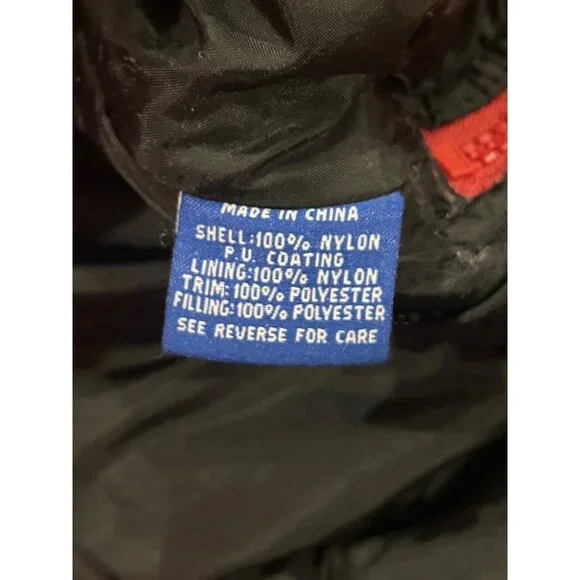 MADE IN CHINA
SHELL:100% NYLON
P.U. COATING
LINING:100% NYLON
TRIM:100% POLYESTER
FILLING:100% POLYESTER
SEE REVERSE FOR CARE